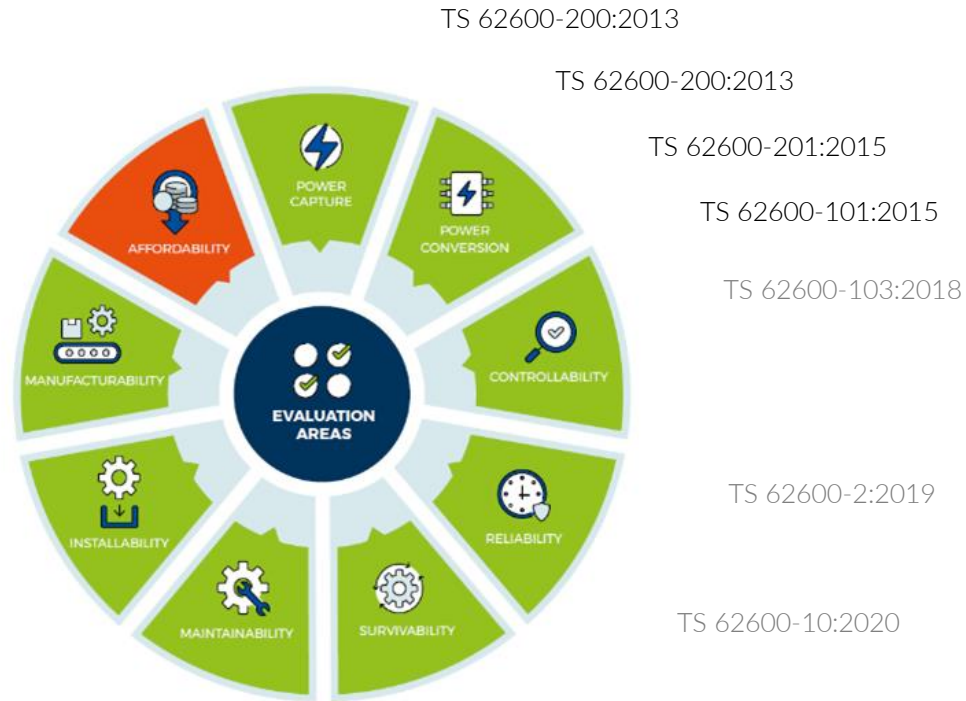 TS 62600-200:2013
TS 62600-200:2013
TS 62600-201:2015
TS 62600-101:2015
TS 62600-103:2018
TS 62600-2:2019
TS 62600-10:2020
POWER
CAPTURE
POWER
CONVERSION
CONTROLLABILITY
RELIABILITY
SURVIVABILITY
MAINTAINABILITY
INSTALLABILITY
MANUFACTURABILITY
AFFORDABILITY
EVALUATION
AREAS